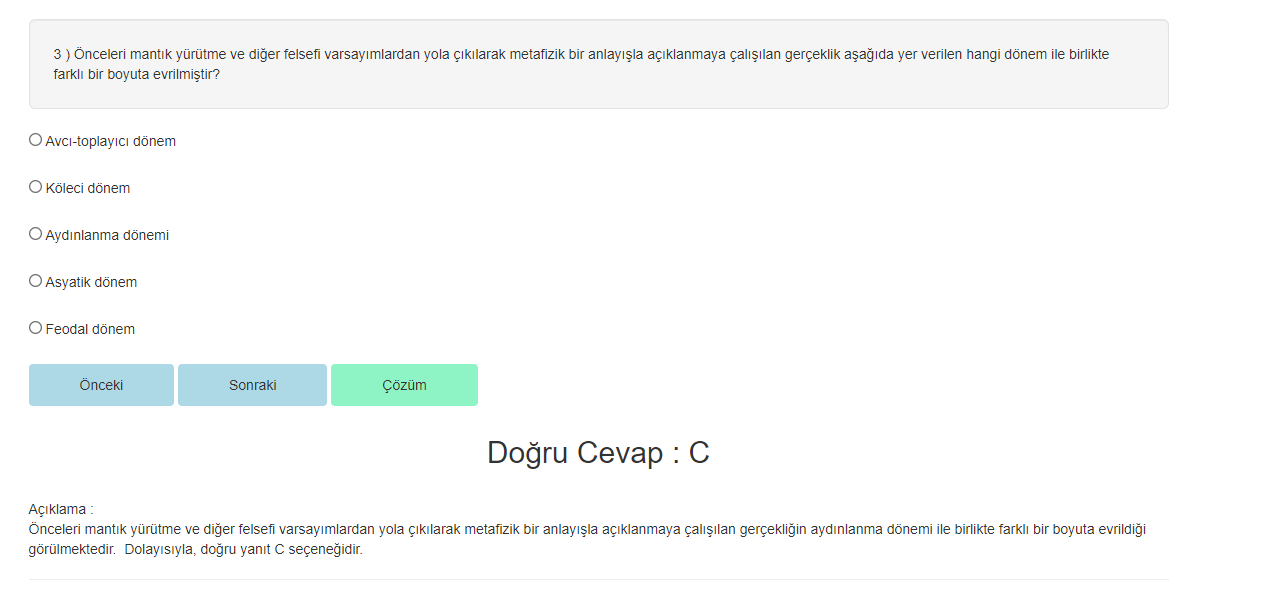 3 ) Önceleri mantık yürütme ve diğer felsefi varsayımlardan yola çıkılarak metafizik bir anlayışla açıklanmaya çalışılan gerçeklik aşağıda yer verilen hangi dönem ile birlikte
farklı bir boyuta evrilmiştir?
Avcı-toplayıcı dönem
Köleci dönem
Aydınlanma dönemi
Asyatik dönem
Feodal dönem
Önceki Sonraki Çözüm
Doğru Cevap : C
Açıklama :
Önceleri mantık yürütme ve diğer felsefi varsayımlardan yola çıkılarak metafizik bir anlayışla açıklanmaya çalışılan gerçekliğin aydınlanma dönemi ile birlikte farklı bir boyuta evrildiği
görülmektedir.  Dolayısıyla, doğru yanıt C seçeneğidir.